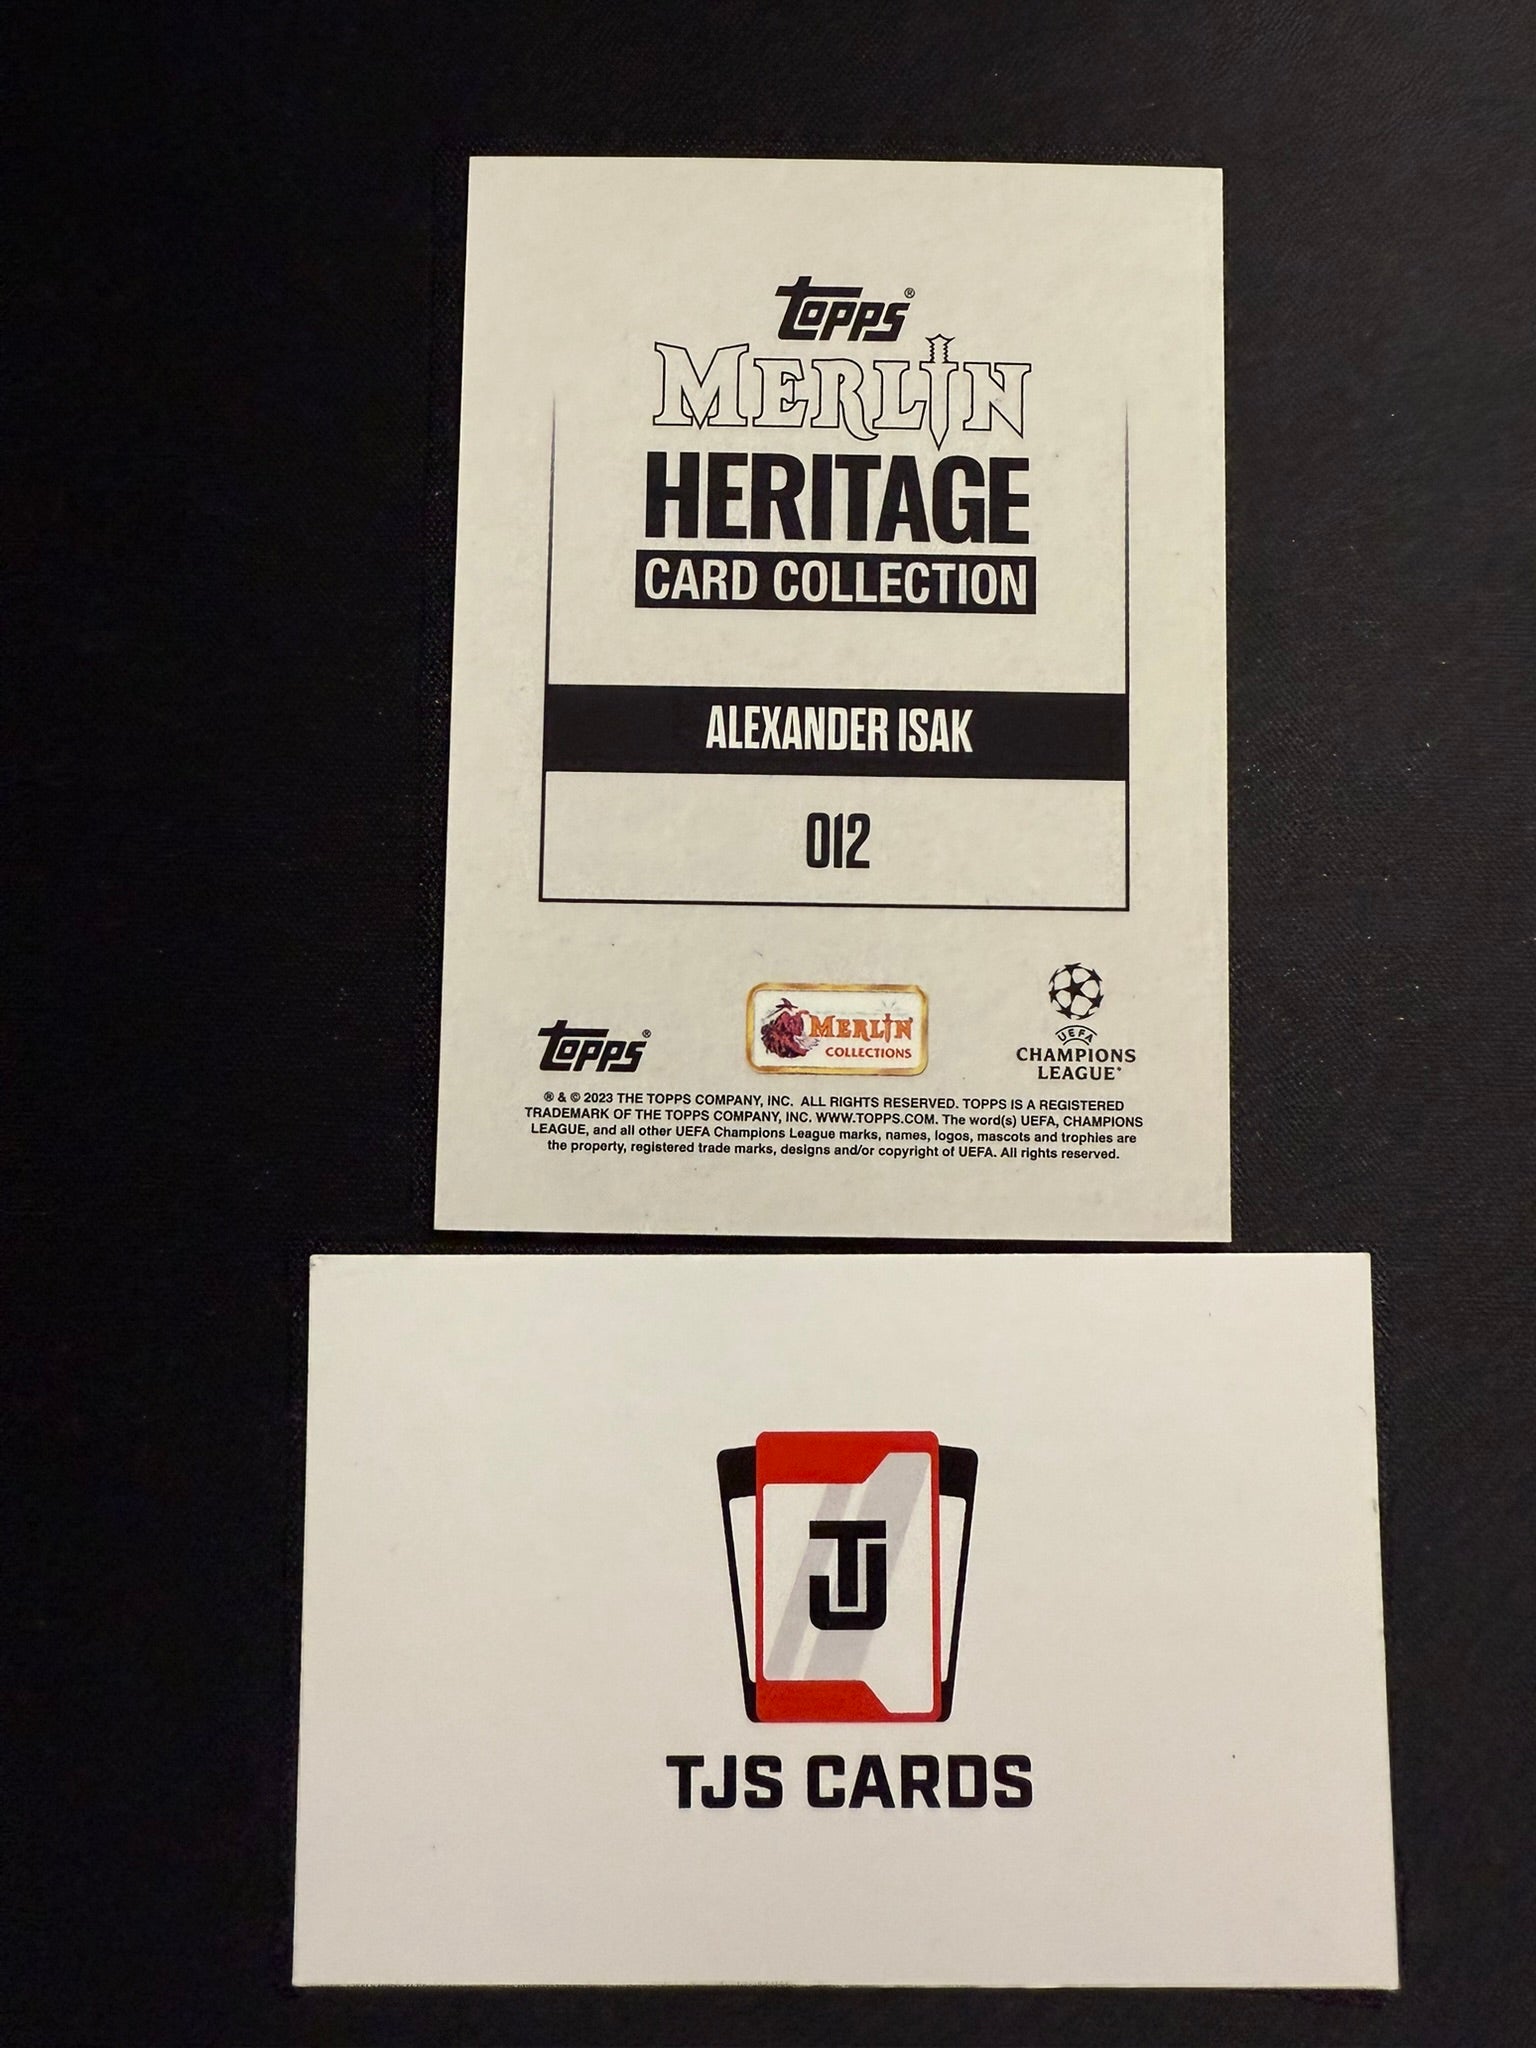 topps®
MERLIN
HERITAGE
CARD COLLECTION
ALEXANDER ISAK
012
topps®
MERLIN
COLLECTIONS
UEFA
CHAMPIONS
LEAGUE®
® & © 2023 THE TOPPS COMPANY, INC. ALL RIGHTS RESERVED. TOPPS IS A REGISTERED
TRADEMARK OF THE TOPPS COMPANY, INC. WWW.TOPPS.COM. The word(s) UEFA, CHAMPIONS
LEAGUE, and all other UEFA Champions League marks, names, logos, mascots and trophies are
the property, registered trade marks, designs and/or copyright of UEFA. All rights reserved.
TJ
TJS CARDS